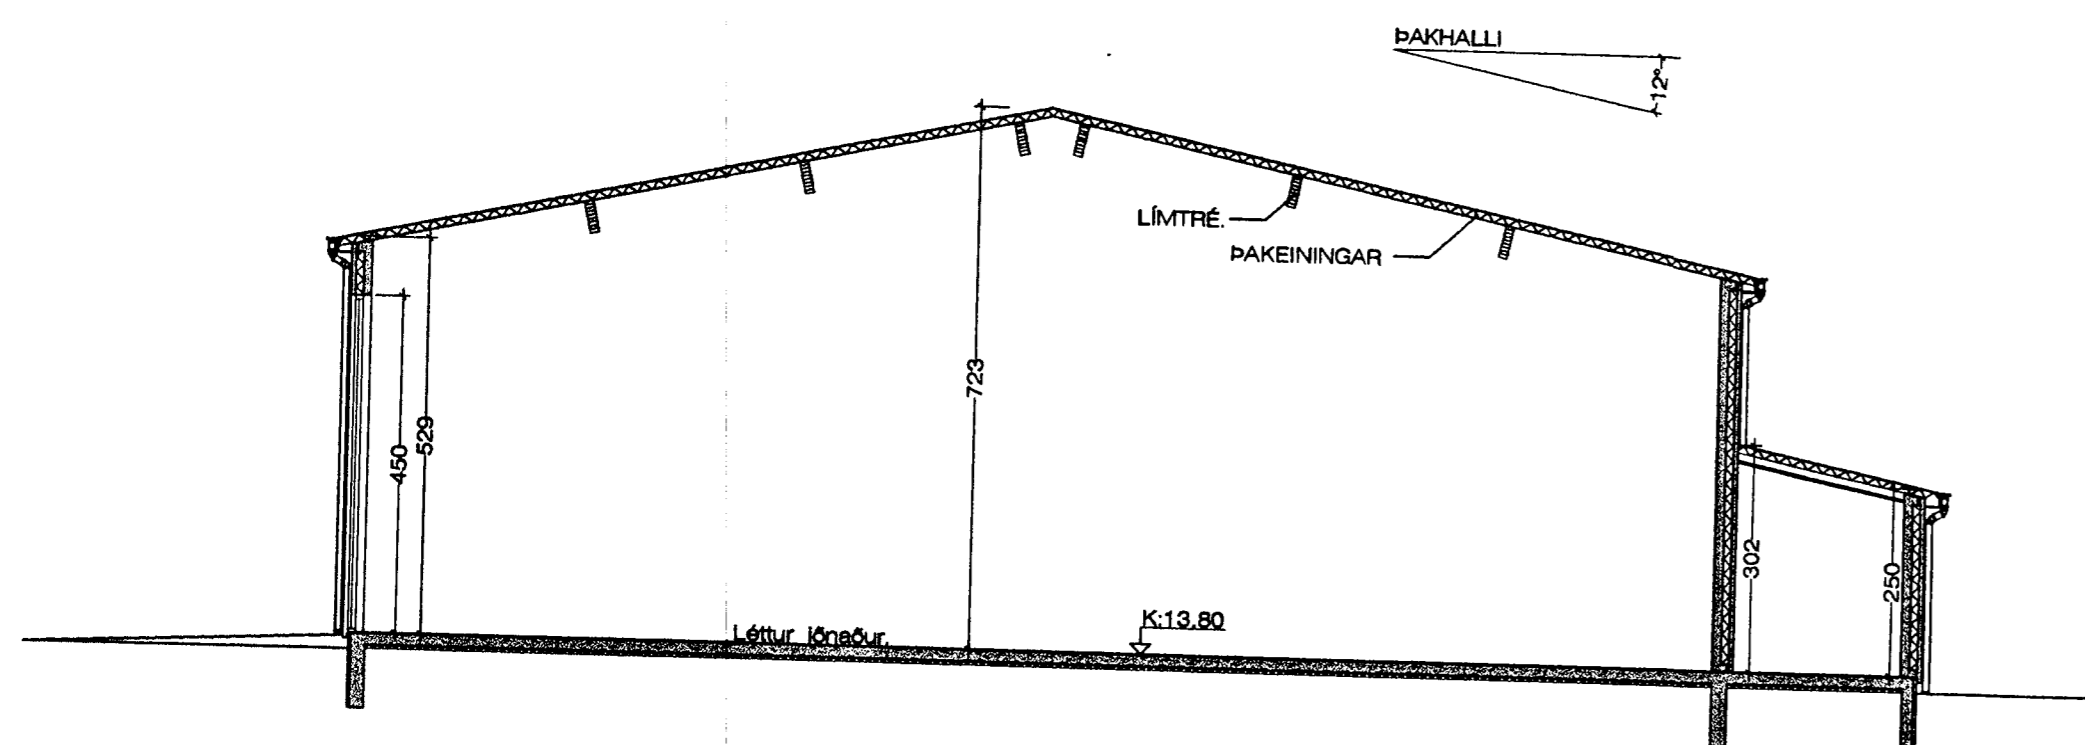 ÞAKHALLI
12°
LÍMTRÉ.
ÞAKEININGAR
723
529
450
302
250
K:13.80
Léttur iðnaður.